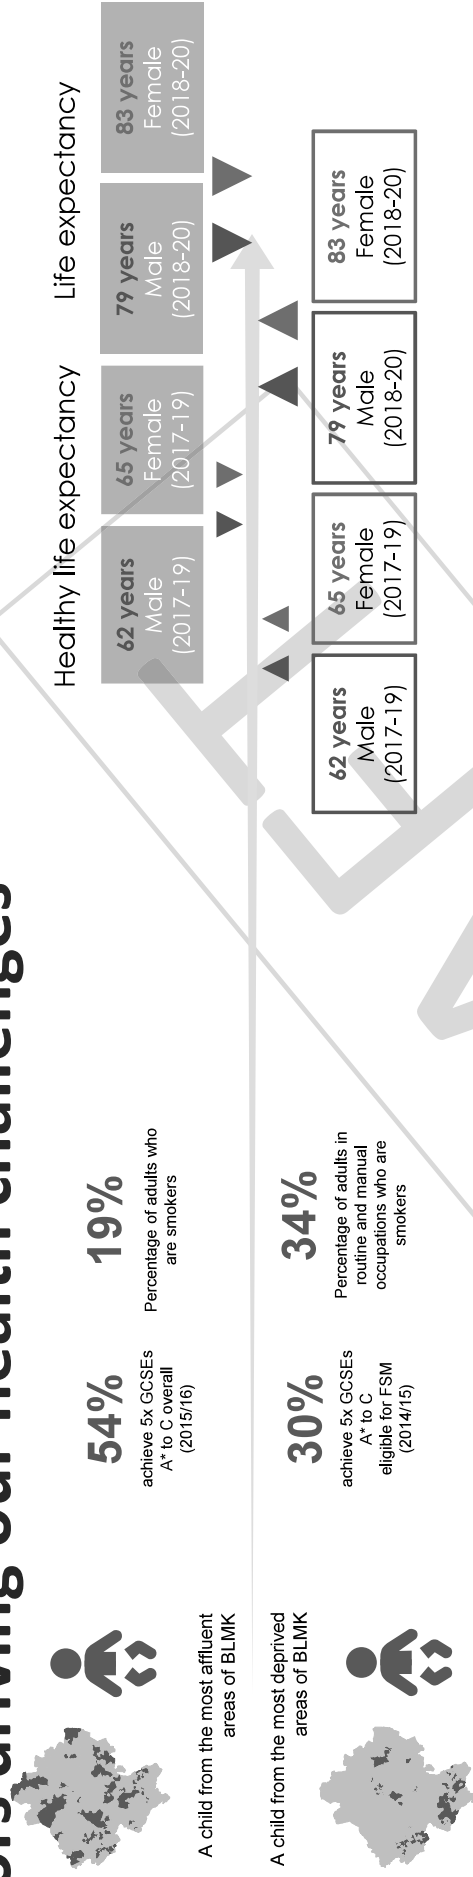 driving our health challenges
Healthy life expectancy
Life expectancy
62 years
Male
(2017-19)
65 years
Female
(2017-19)
79 years
Male
(2018-20)
83 years
Female
(2018-20)
54%
achieve 5x GCSEs
A* to C overall
(2015/16)
19%
Percentage of adults who
are smokers
A child from the most affluent
areas of BLMK
A child from the most deprived
areas of BLMK
30%
achieve 5x GCSEs
A* to C
eligible for FSM
(2014/15)
34%
Percentage of adults in
routine and manual
occupations who are
smokers
62 years
Male
(2017-19)
65 years
Female
(2017-19)
79 years
Male
(2018-20)
83 years
Female
(2018-20)